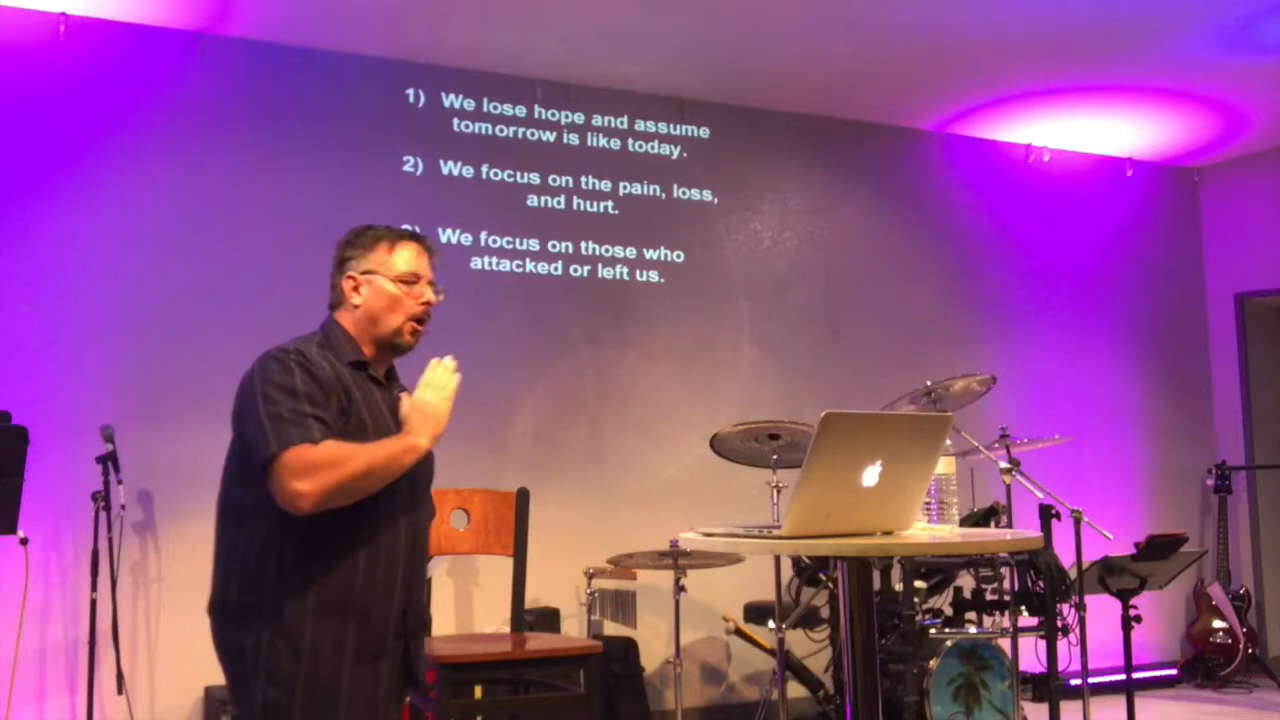 1) We lose hope and assume
tomorrow is like today.
2) We focus on the pain, loss,
and hurt.
We focus on those who
attacked or left us.